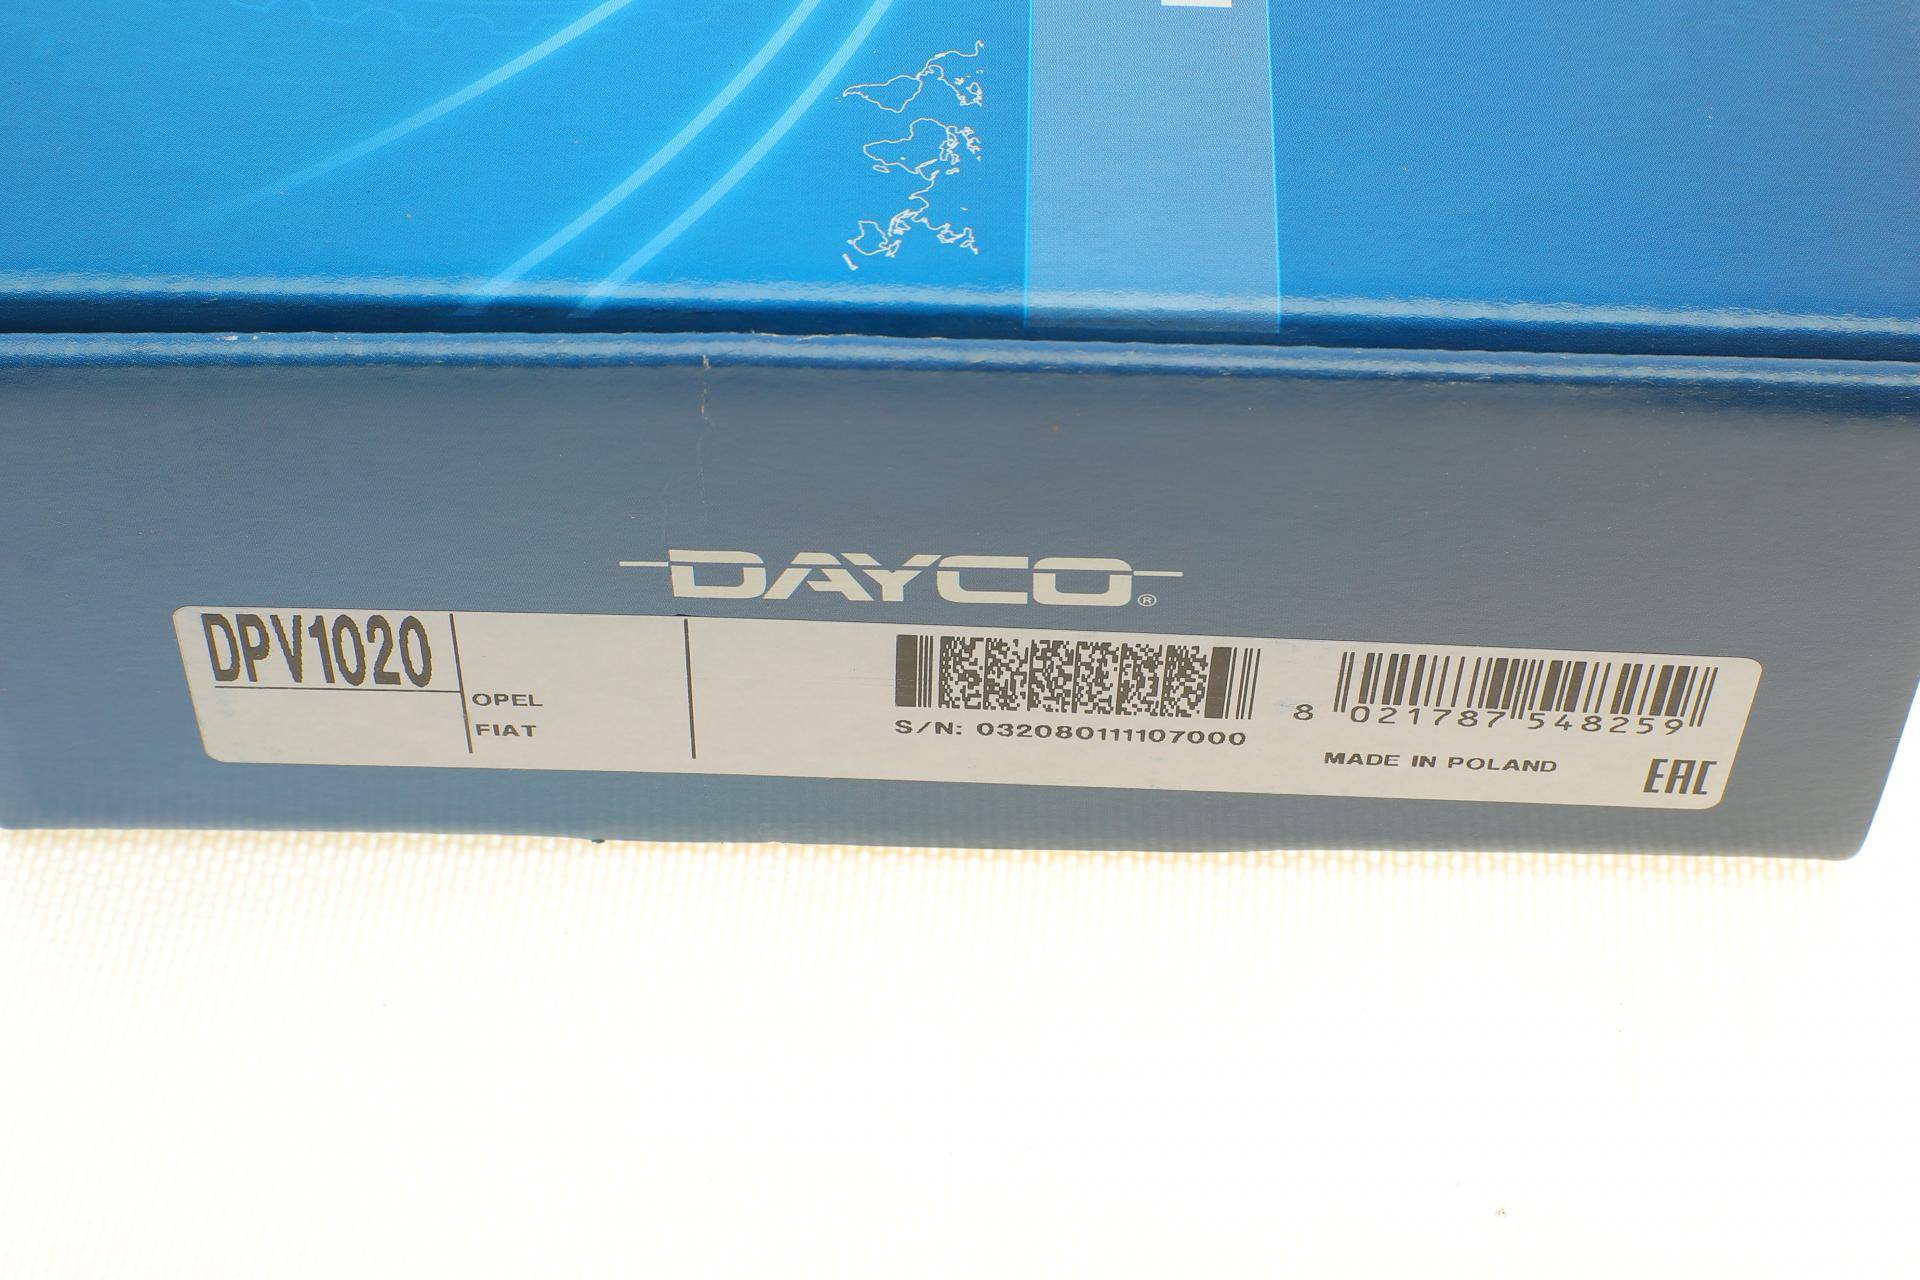 DAYCO®
DPV1020
OPEL
FIAT
S/N: 032080111107000
8 021787 548259
MADE IN POLAND
EAC